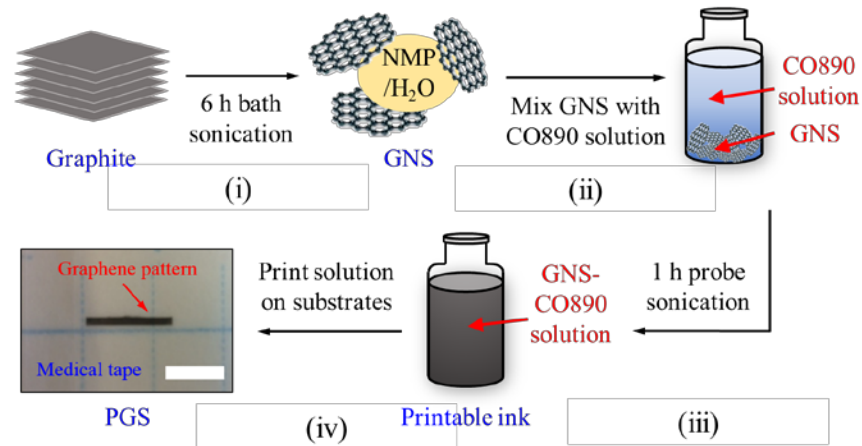 6 h bath
sonication
NMP
/H₂O
Mix GNS with
CO890 solution
CO890
solution
GNS
Graphite
GNS
(i)
(ii)
Graphene pattern
Medical tape
Print solution
on substrates
GNS-
CO890
solution
1 h probe
sonication
PGS
Printable ink
(iv)
(iii)